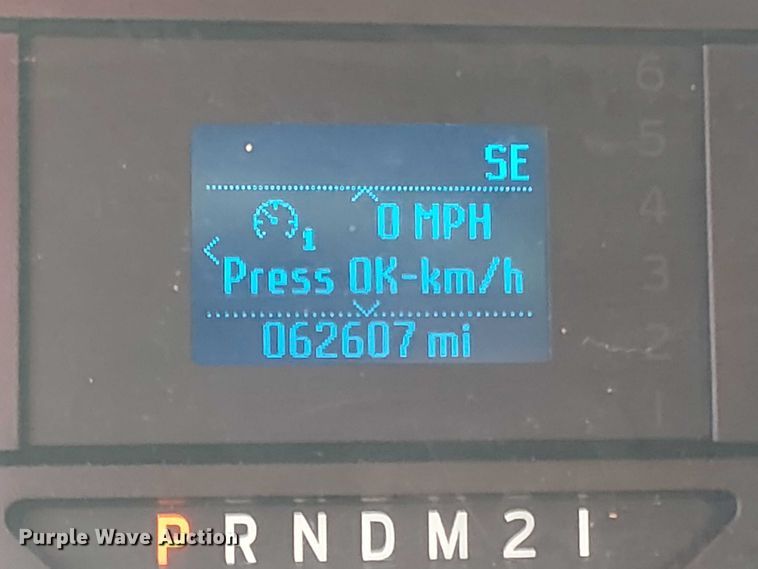 SE
1 0 MPH
Press OK-km/h
062607 mi
6
5
4
3
2
1
P R N D M 2 1
Purple Wave Auction